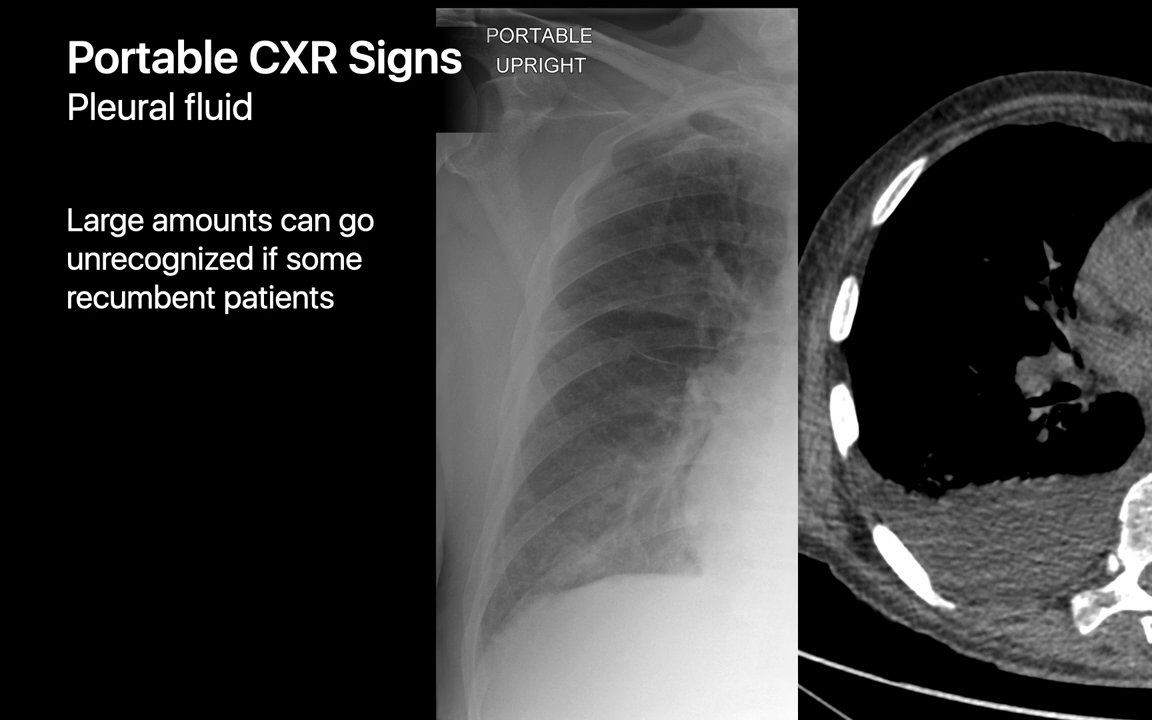 Portable CXR Signs
Pleural fluid
Large amounts can go
unrecognized if some
recumbent patients
PORTABLE
UPRIGHT